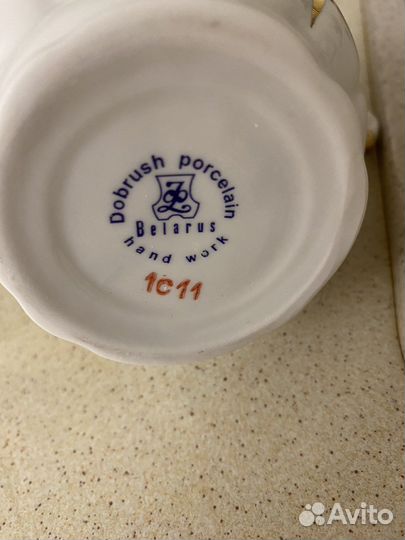 Dobrush porcelain
Belarus
hand work
1C11
Avito